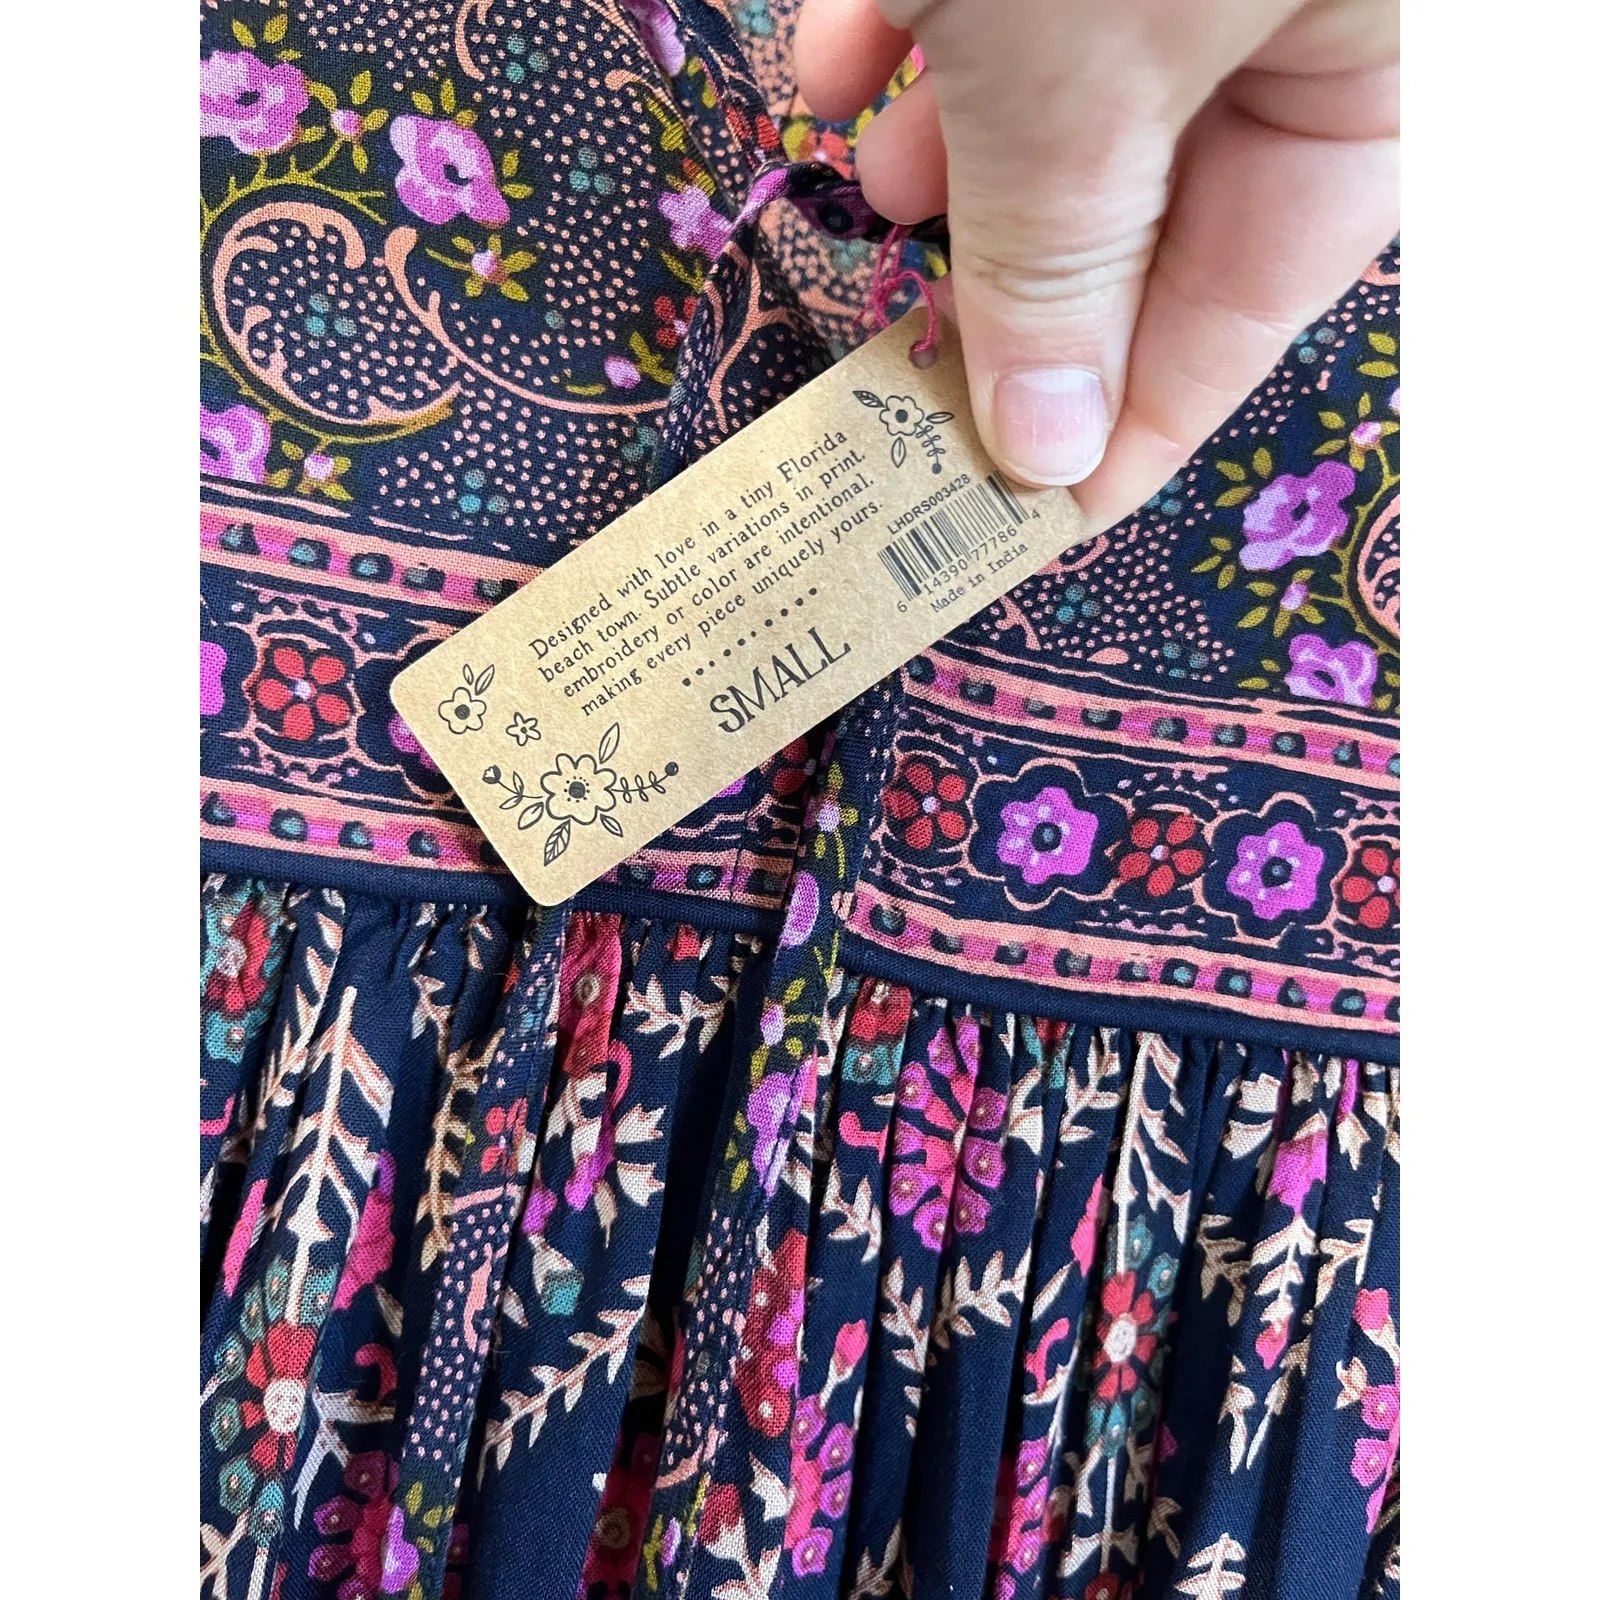 Designed with love in a tiny Florida
beach town. Subtle variations in print,
embroidery or color are intentional,
making every piece uniquely yours.
SMALL
LHDRS003428
6 14390 77786 4
Made in India